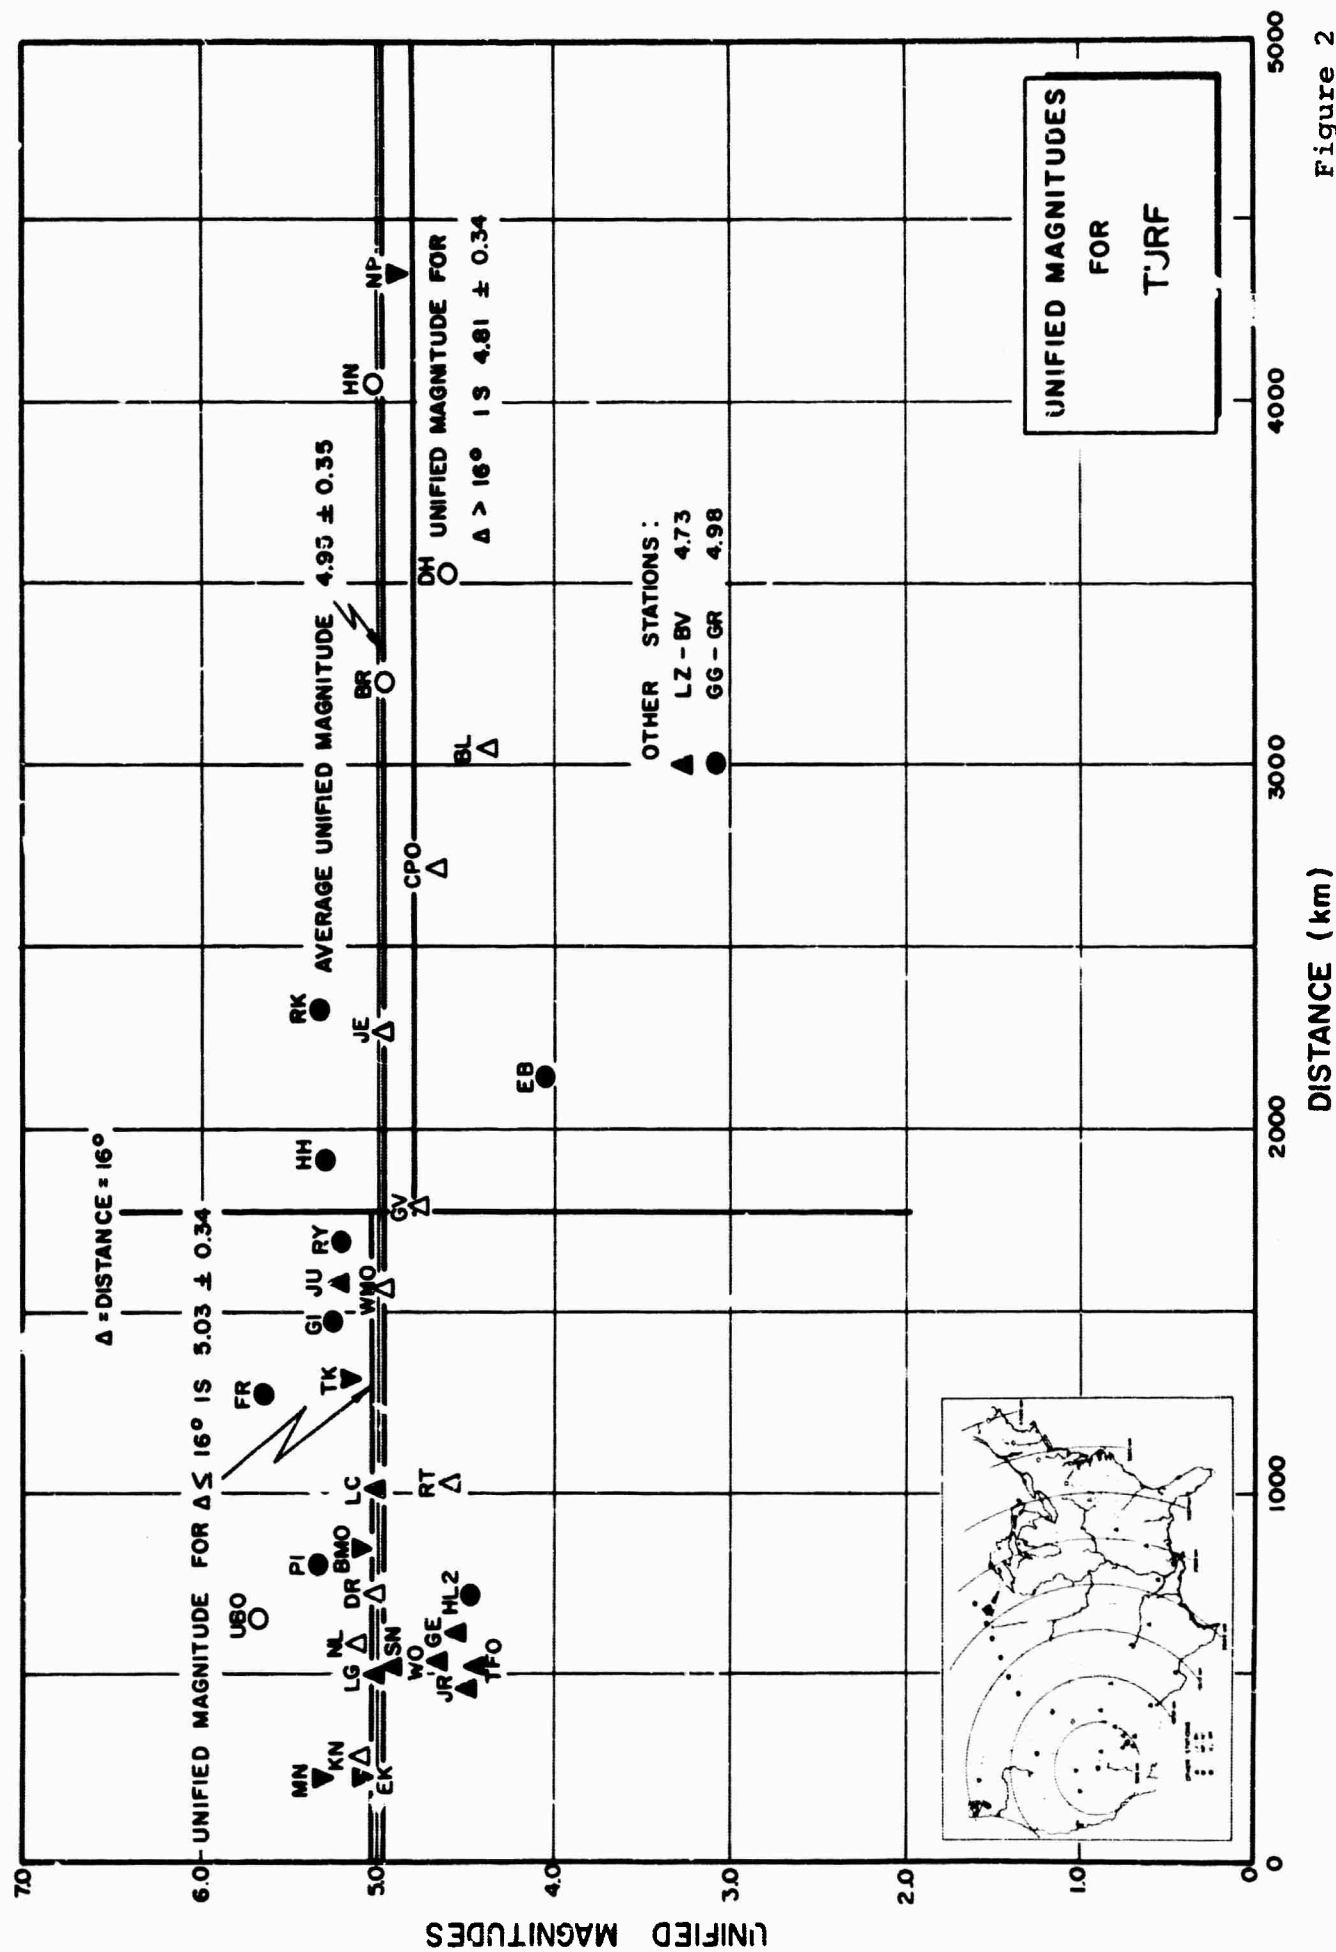 7.0
6.0
5.0
4.0
3.0
2.0
1.0
0
UNIFIED MAGNITUDES
Δ = DISTANCE = 16°
UNIFIED MAGNITUDE FOR Δ ≤ 16° IS 5.03 ± 0.34
AVERAGE UNIFIED MAGNITUDE 4.95 ± 0.35
UNIFIED MAGNITUDE FOR
Δ > 16° IS 4.81 ± 0.34
MN
KN
EK
LG
NL
SN
UBO
WO
GE
JR
TFO
HL2
DR
PI
BMO
LC
RT
FR
TK
GI
JU
WMO
RY
GV
HH
EB
JE
RK
CPO
BL
BR
DH
HN
NP
OTHER STATIONS:
LZ - BV 4.73
GG - GR 4.98
UNIFIED MAGNITUDES
FOR
TURF
0
1000
2000
3000
4000
5000
DISTANCE (km)
Figure 2